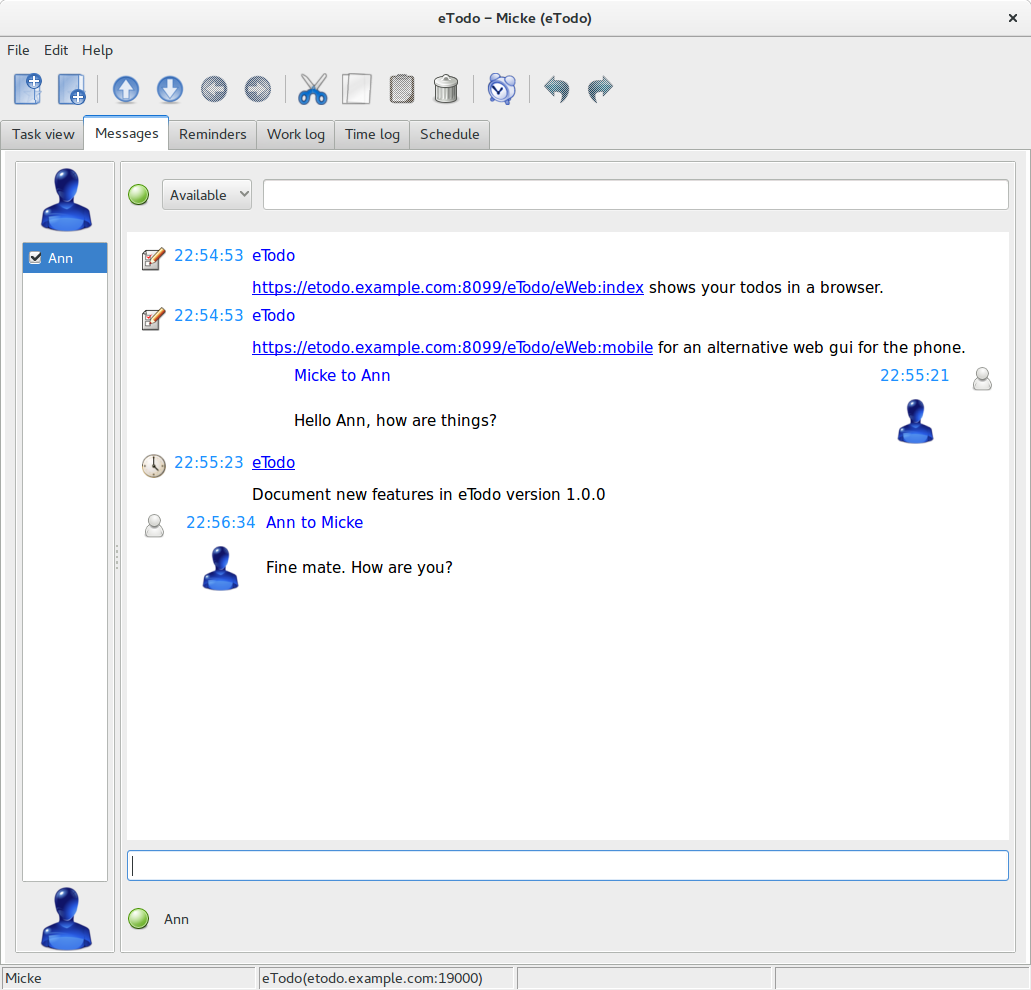 eTodo – Micke (eTodo)
File Edit Help
Task view Messages Reminders Work log Time log Schedule
Available
Ann
22:54:53 eTodo
https://etodo.example.com:8099/eTodo/eWeb:index shows your todos in a browser.
22:54:53 eTodo
https://etodo.example.com:8099/eTodo/eWeb:mobile for an alternative web gui for the phone.
Micke to Ann 22:55:21
Hello Ann, how are things?
22:55:23 eTodo
Document new features in eTodo version 1.0.0
22:56:34 Ann to Micke
Fine mate. How are you?
Ann
Micke eTodo(etodo.example.com:19000)